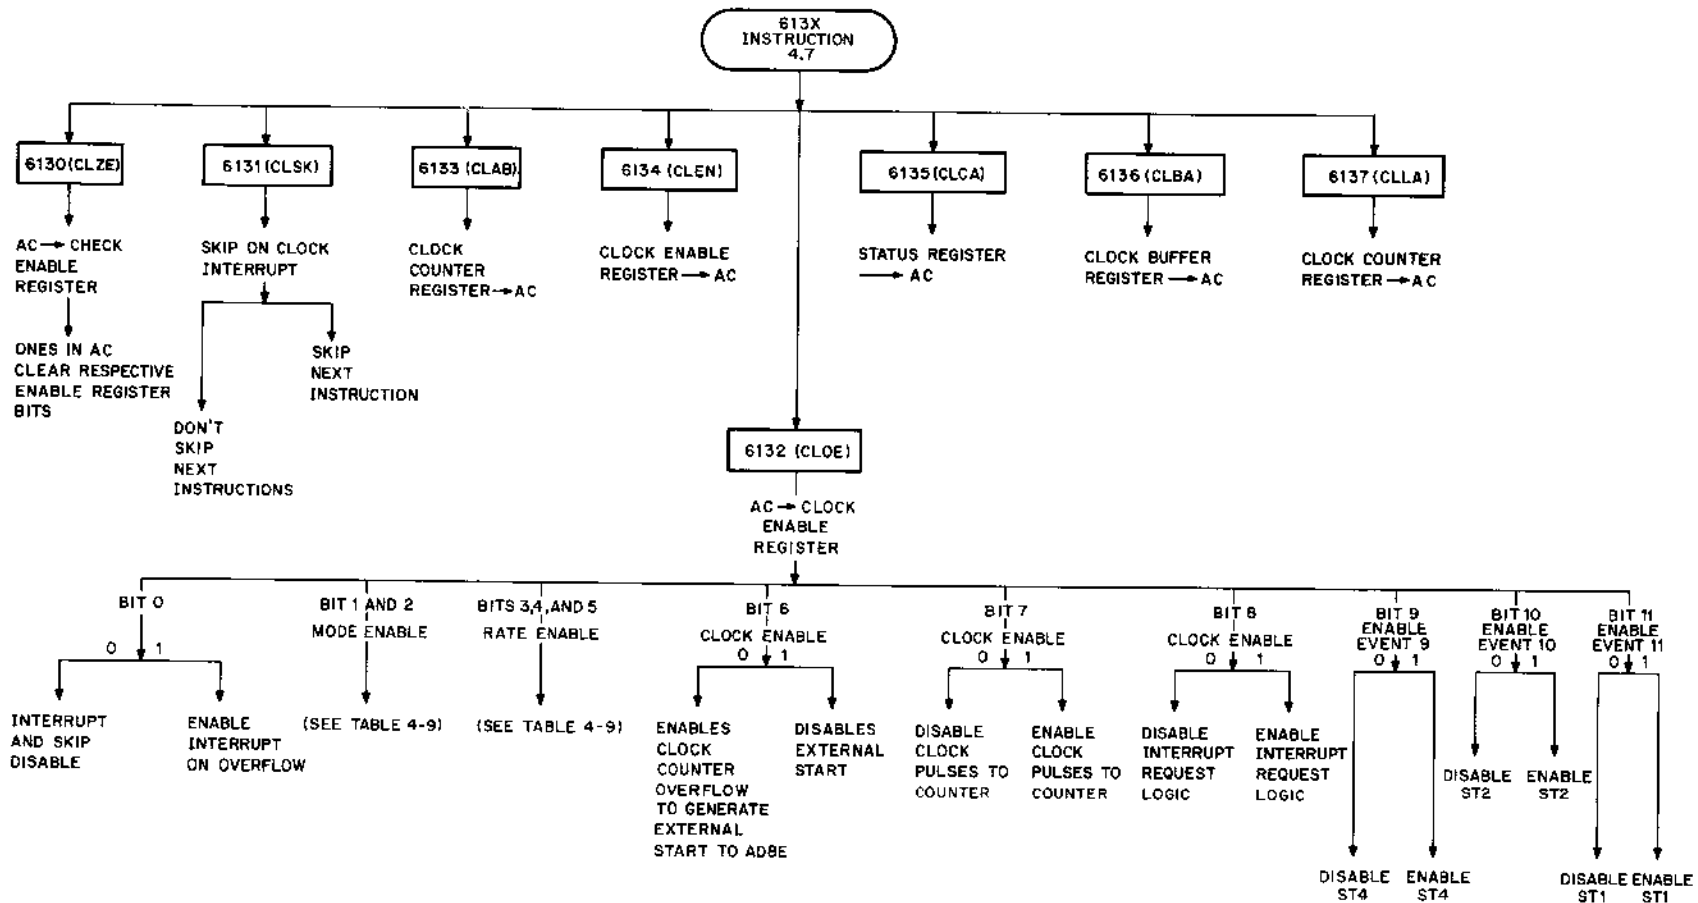 613X
INSTRUCTION
4.7
6130(CLZE)
AC → CHECK
ENABLE
REGISTER
ONES IN AC
CLEAR RESPECTIVE
ENABLE REGISTER
BITS
6131(CLSK)
SKIP ON CLOCK
INTERRUPT
DON'T
SKIP
NEXT
INSTRUCTIONS
SKIP
NEXT
INSTRUCTION
6133 (CLAB)
CLOCK
COUNTER
REGISTER → AC
6134 (CLEN)
CLOCK ENABLE
REGISTER → AC
6135(CLCA)
STATUS REGISTER
→ AC
6136 (CLBA)
CLOCK BUFFER
REGISTER → AC
6137(CLLA)
CLOCK COUNTER
REGISTER → AC
6132 (CLOE)
AC → CLOCK
ENABLE
REGISTER
BIT 0
0 1
INTERRUPT
AND SKIP
DISABLE
ENABLE
INTERRUPT
ON OVERFLOW
BIT 1 AND 2
MODE ENABLE
(SEE TABLE 4-9)
BITS 3,4, AND 5
RATE ENABLE
(SEE TABLE 4-9)
BIT 6
CLOCK ENABLE
0 1
ENABLES
CLOCK
COUNTER
OVERFLOW
TO GENERATE
EXTERNAL
START TO AD8E
DISABLES
EXTERNAL
START
BIT 7
CLOCK ENABLE
0 1
DISABLE
CLOCK
PULSES TO
COUNTER
ENABLE
CLOCK
PULSES TO
COUNTER
BIT 8
CLOCK ENABLE
0 1
DISABLE
INTERRUPT
REQUEST
LOGIC
ENABLE
INTERRUPT
REQUEST
LOGIC
BIT 9
ENABLE
EVENT 9
0 1
DISABLE
ST4
ENABLE
ST4
BIT 10
ENABLE
EVENT 10
0 1
DISABLE
ST2
ENABLE
ST2
BIT 11
ENABLE
EVENT 11
0 1
DISABLE
ST1
ENABLE
ST1